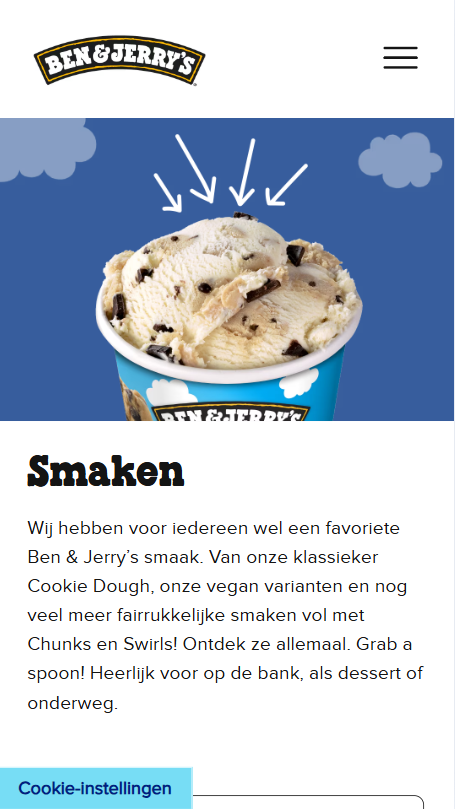 BEN & JERRY'S
BEN & JERRY'S
Smaken
Wij hebben voor iedereen wel een favoriete
Ben & Jerry’s smaak. Van onze klassieker
Cookie Dough, onze vegan varianten en nog
veel meer fairrukkelijke smaken vol met
Chunks en Swirls! Ontdek ze allemaal. Grab a
spoon! Heerlijk voor op de bank, als dessert of
onderweg.
Cookie-instellingen